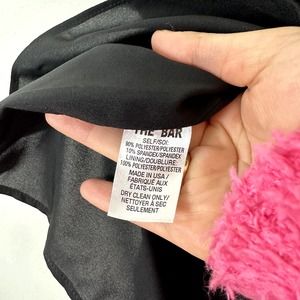 THE BAR
SELF/SOI:
90% POLYESTER/POLYESTER
10% SPANDEX/SPANDEX
LINING/DOUBLURE:
100% POLYESTER/POLYESTER
MADE IN USA /
FABRIQUÉ AUX
ÉTATS-UNIS
DRY CLEAN ONLY/
NETTOYER À SEC
SEULEMENT